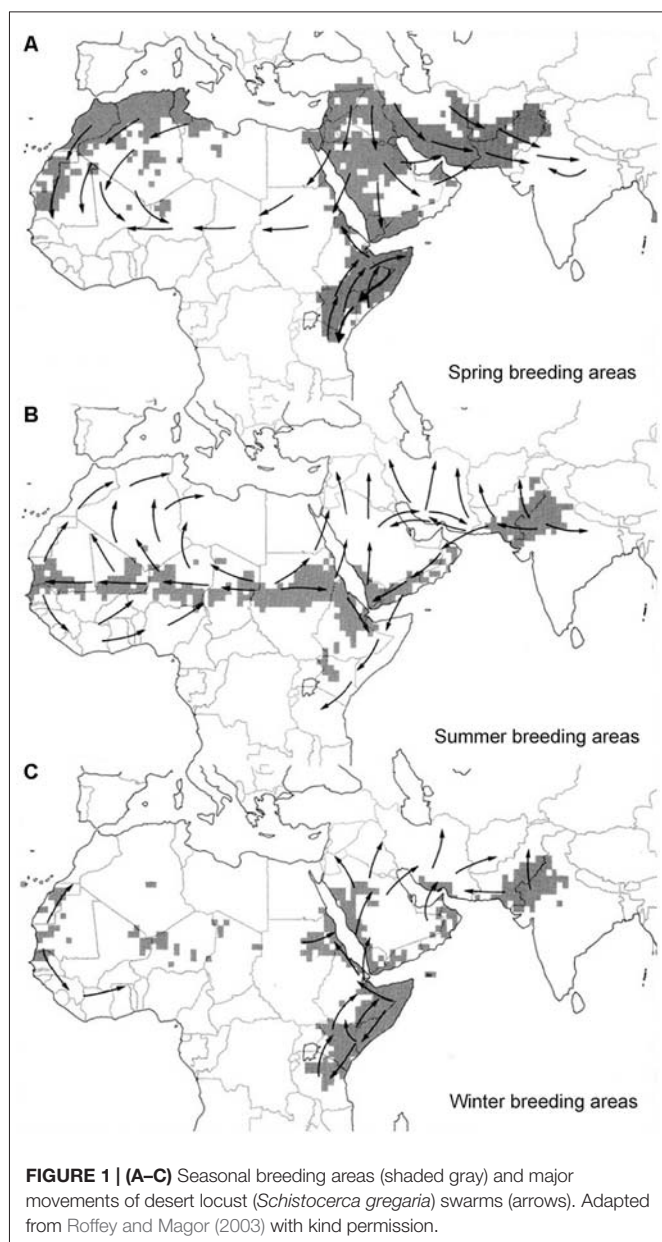 A
Spring breeding areas
B
Summer breeding areas
C
Winter breeding areas
FIGURE 1 | (A–C) Seasonal breeding areas (shaded gray) and major
movements of desert locust (Schistocerca gregaria) swarms (arrows). Adapted
from Roffey and Magor (2003) with kind permission.